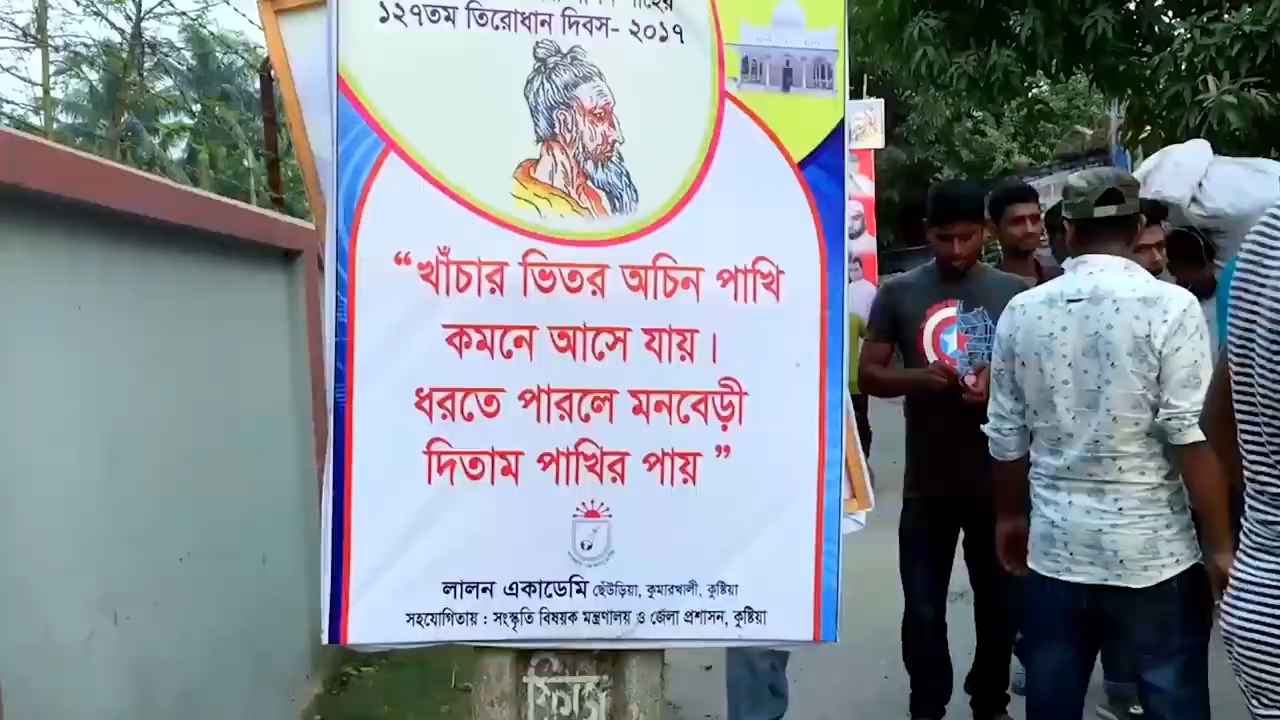 ১২৭তম তিরোধান দিবস- ২০১৭
“খাঁচার ভিতর অচিন পাখি
কমনে আসে যায়।
ধরতে পারলে মনবেড়ী
দিতাম পাখির পায় ”
লালন একাডেমি ছেঁউড়িয়া, কুমারখালী, কুষ্টিয়া
সহযোগিতায় : সংস্কৃতি বিষয়ক মন্ত্রণালয় ও জেলা প্রশাসন, কুষ্টিয়া